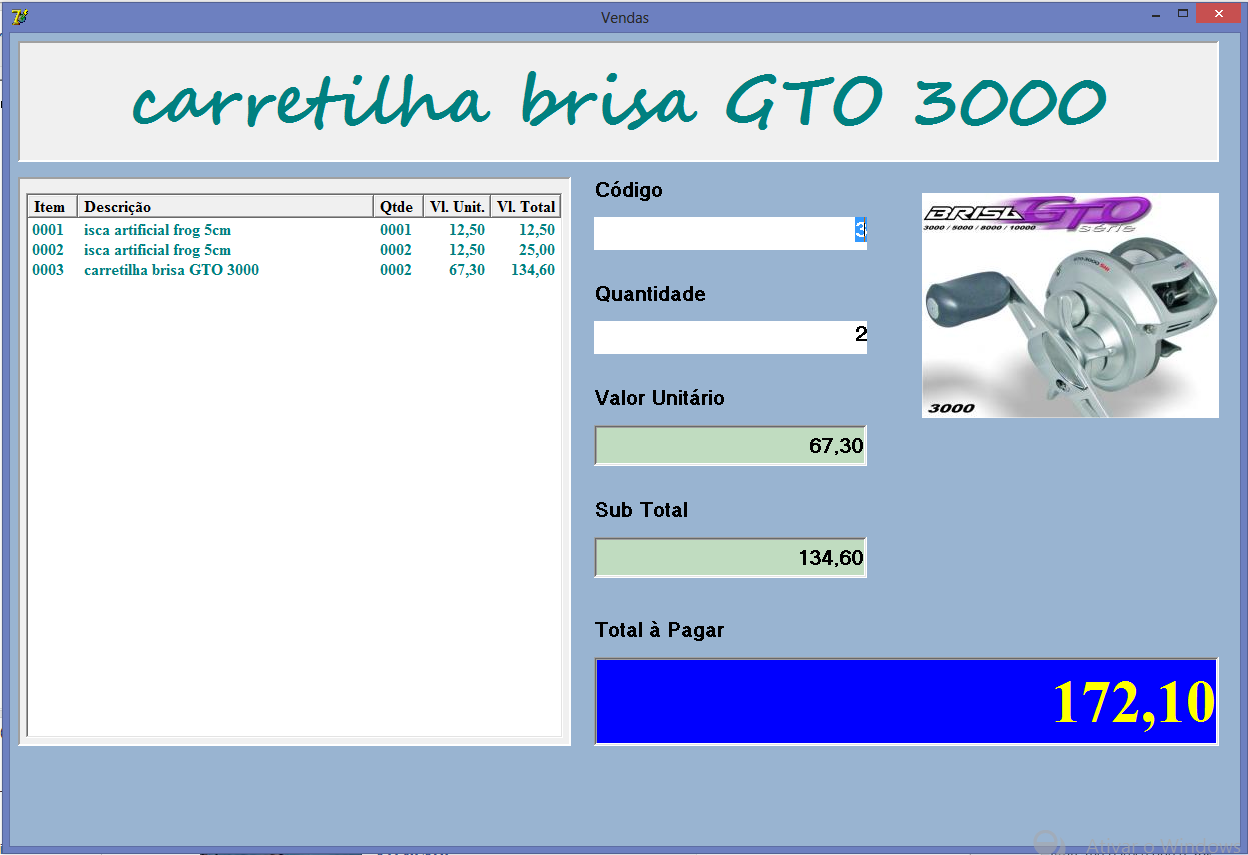 Vendas
carretilha brisa GTO 3000
Item Descrição Qtde Vl. Unit. Vl. Total
0001 isca artificial frog 5cm 0001 12,50 12,50
0002 isca artificial frog 5cm 0002 12,50 25,00
0003 carretilha brisa GTO 3000 0002 67,30 134,60
Código
3
Quantidade
2
Valor Unitário
67,30
Sub Total
134,60
Total à Pagar
172,10
BRISA GTO
3000 / 5000 / 8000 / 10000 série
GTO-3000
3000
Ativar o Windows